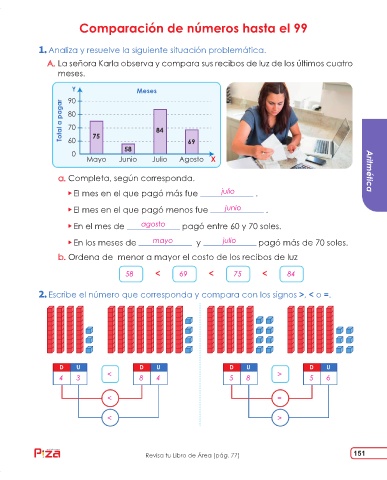 Comparación de números hasta el 99
1. Analiza y resuelve la siguiente situación problemática.
A. La señora Karla observa y compara sus recibos de luz de los últimos cuatro
meses.
Y Meses
Total a pagar
90
80
70
60
0
75
58
84
69
Mayo Junio Julio Agosto X
Aritmética
a. Completa, según corresponda.
▸ El mes en el que pagó más fue julio .
▸ El mes en el que pagó menos fue junio .
▸ En el mes de agosto pagó entre 60 y 70 soles.
▸ En los meses de mayo y julio pagó más de 70 soles.
b. Ordena de menor a mayor el costo de los recibos de luz
58 < 69 < 75 < 84
2. Escribe el número que corresponda y compara con los signos >, < o =.
D U D U D U D U
4 3 < 8 4 5 8 > 5 6
< =
< >
Revisa tu Libro de Área (pág. 77)
151